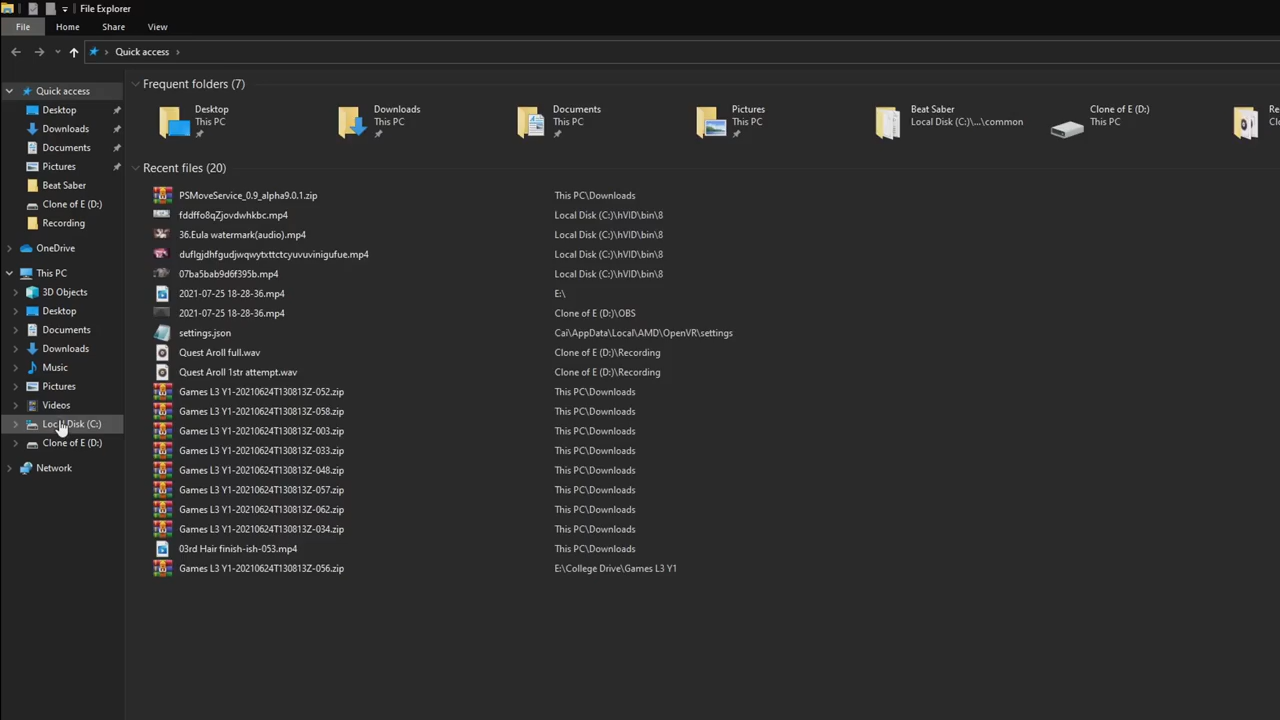 File Explorer
File Home Share View
Quick access
Quick access
Desktop
Downloads
Documents
Pictures
Beat Saber
Clone of E (D:)
Recording
OneDrive
This PC
3D Objects
Desktop
Documents
Downloads
Music
Pictures
Videos
Local Disk (C:)
Clone of E (D:)
Network
Frequent folders (7)
Desktop
This PC
Downloads
This PC
Documents
This PC
Pictures
This PC
Beat Saber
Local Disk (C:)\...\common
Clone of E (D:)
This PC
Re
Clo
Recent files (20)
PSMoveService_0.9_alpha9.0.1.zip This PC\Downloads
fddffo8qZjovdwhkbc.mp4 Local Disk (C:)\hVID\bin\8
36.Eula watermark(audio).mp4 Local Disk (C:)\hVID\bin\8
duflgjdhfgudjwqwytxttctcyuvuvinigufue.mp4 Local Disk (C:)\hVID\bin\8
07ba5bab9d6f395b.mp4 Local Disk (C:)\hVID\bin\8
2021-07-25 18-28-36.mp4 E:\
2021-07-25 18-28-36.mp4 Clone of E (D:)\OBS
settings.json Cai\AppData\Local\AMD\OpenVR\settings
Quest Aroll full.wav Clone of E (D:)\Recording
Quest Aroll 1str attempt.wav Clone of E (D:)\Recording
Games L3 Y1-20210624T130813Z-052.zip This PC\Downloads
Games L3 Y1-20210624T130813Z-058.zip This PC\Downloads
Games L3 Y1-20210624T130813Z-003.zip This PC\Downloads
Games L3 Y1-20210624T130813Z-033.zip This PC\Downloads
Games L3 Y1-20210624T130813Z-048.zip This PC\Downloads
Games L3 Y1-20210624T130813Z-057.zip This PC\Downloads
Games L3 Y1-20210624T130813Z-062.zip This PC\Downloads
Games L3 Y1-20210624T130813Z-034.zip This PC\Downloads
03rd Hair finish-ish-053.mp4 This PC\Downloads
Games L3 Y1-20210624T130813Z-056.zip E:\College Drive\Games L3 Y1